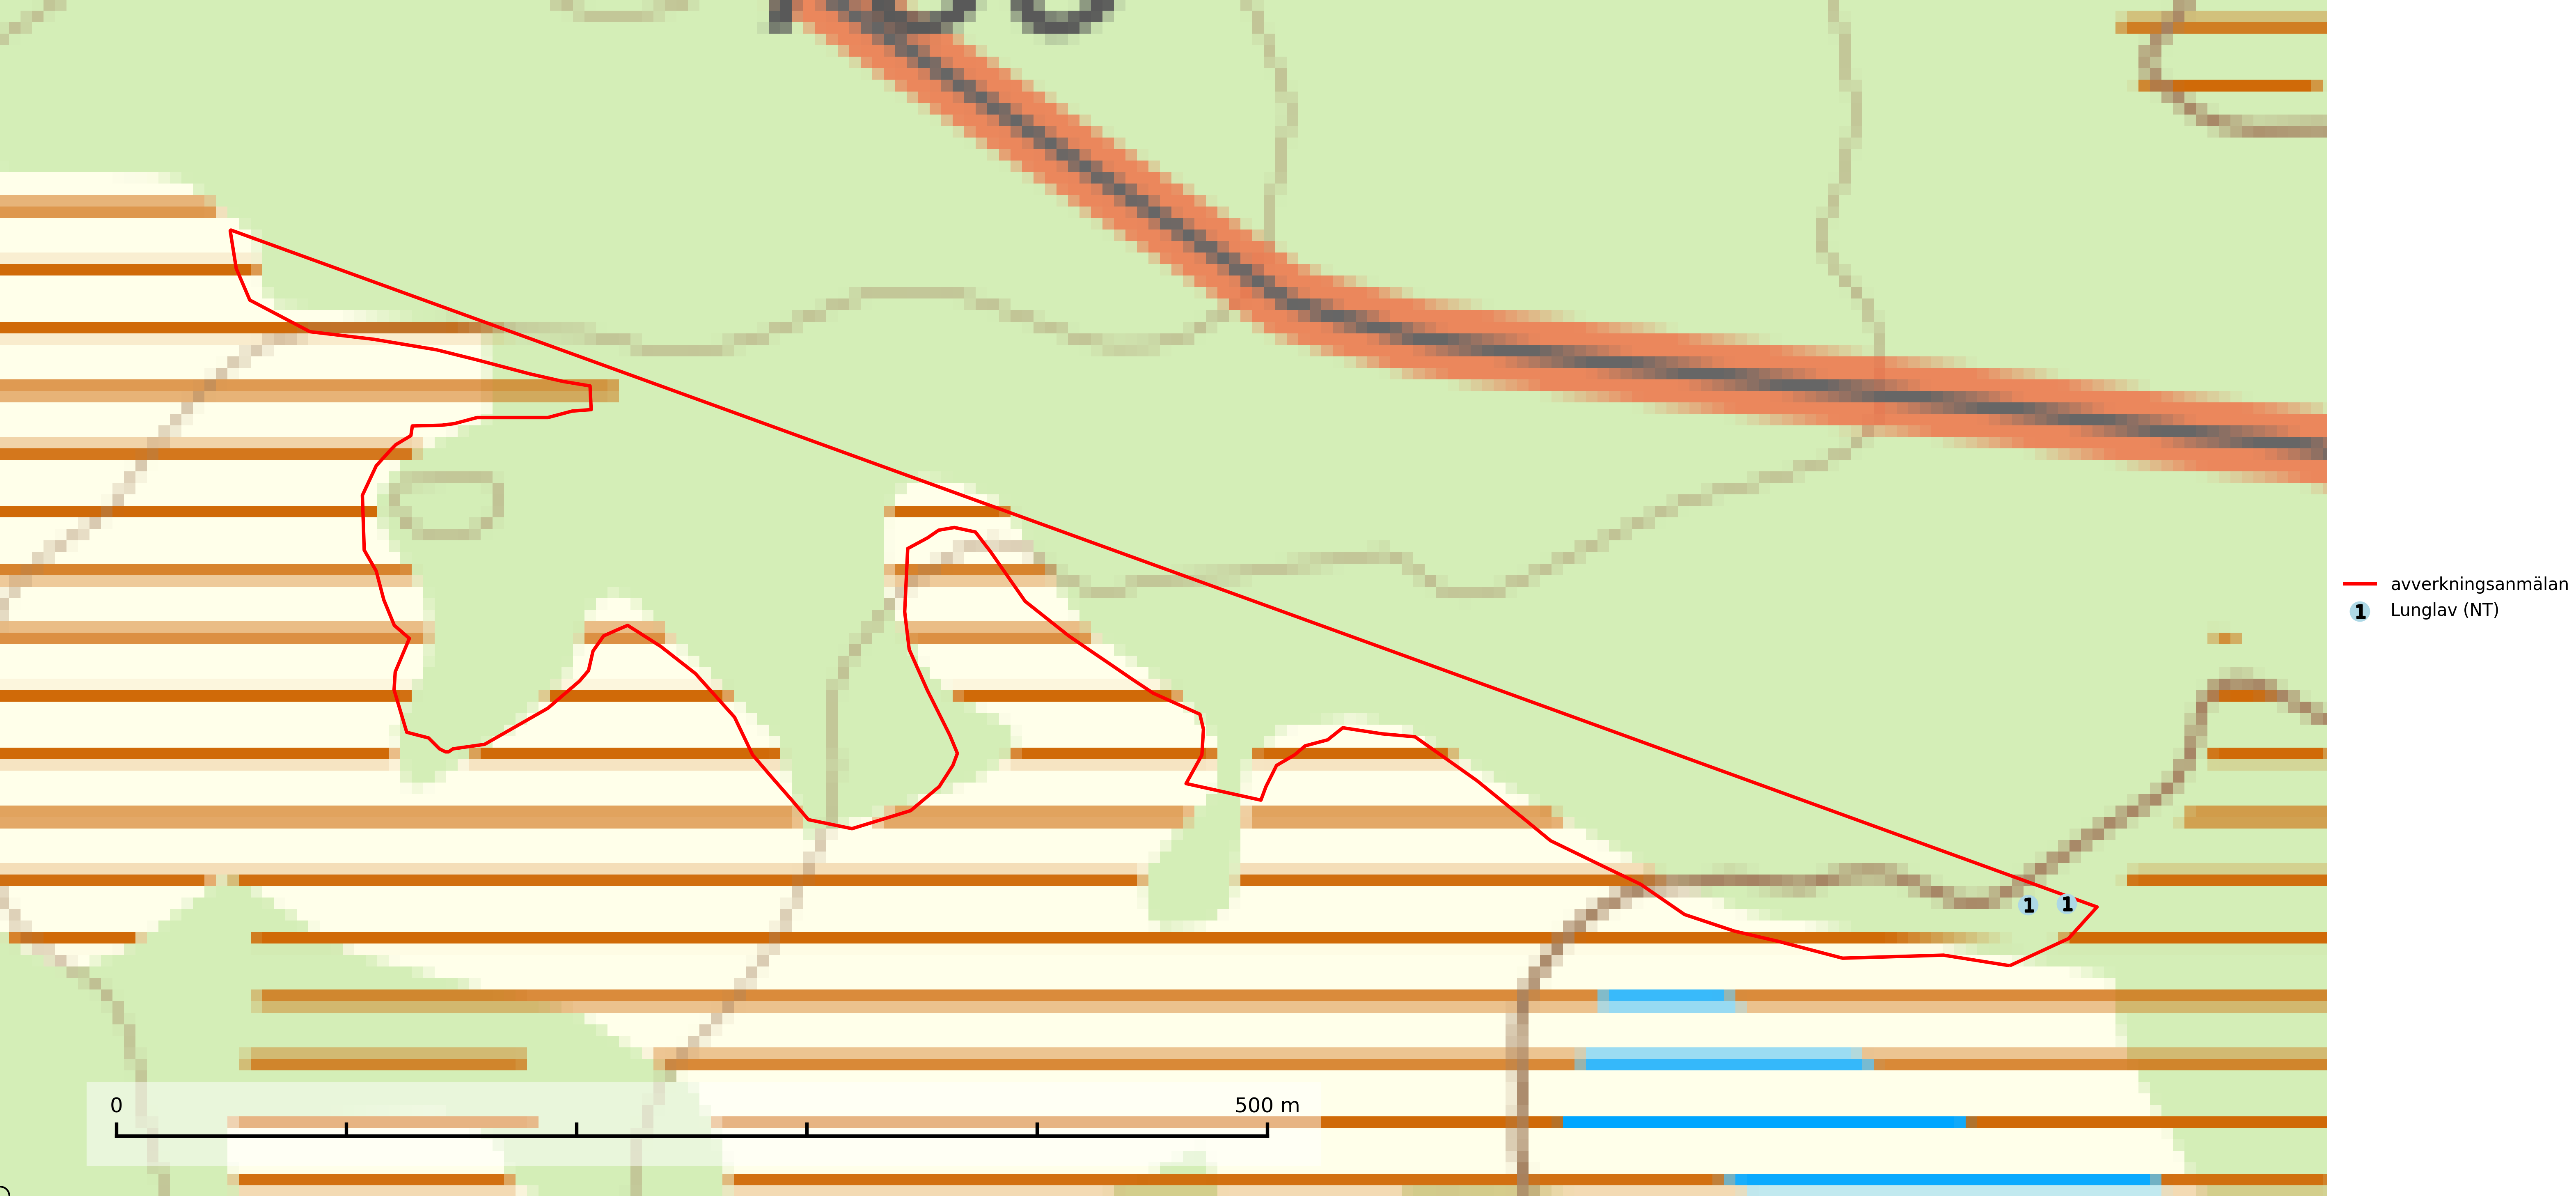 avverkningsanmälan
1 Lunglav (NT)
1 1
0 500 m